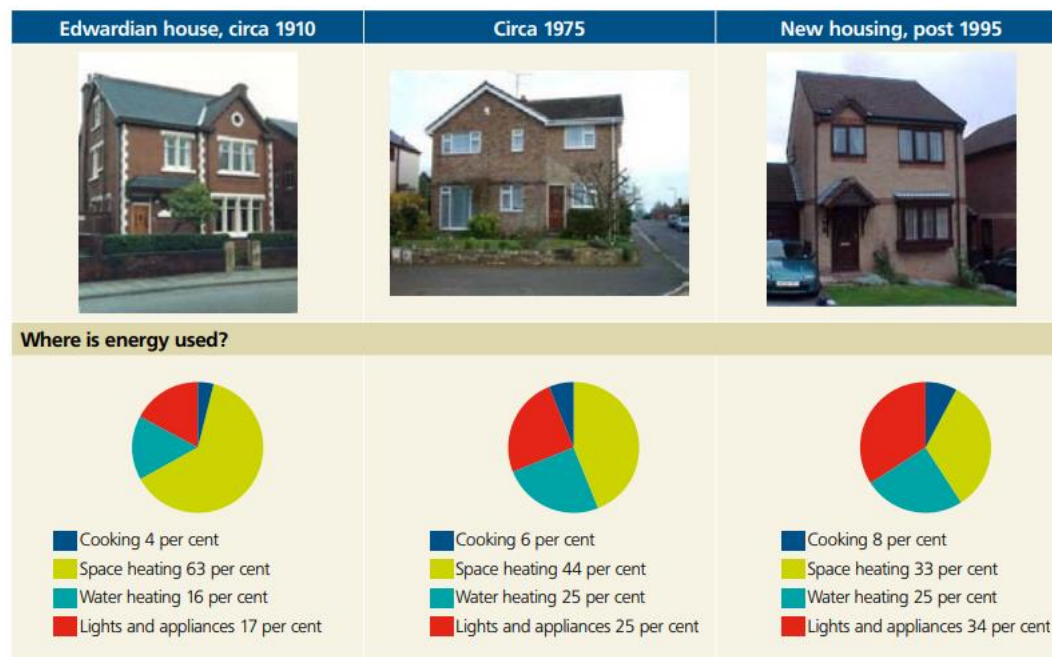 Edwardian house, circa 1910
Circa 1975
New housing, post 1995
Where is energy used?
Cooking 4 per cent
Space heating 63 per cent
Water heating 16 per cent
Lights and appliances 17 per cent
Cooking 6 per cent
Space heating 44 per cent
Water heating 25 per cent
Lights and appliances 25 per cent
Cooking 8 per cent
Space heating 33 per cent
Water heating 25 per cent
Lights and appliances 34 per cent